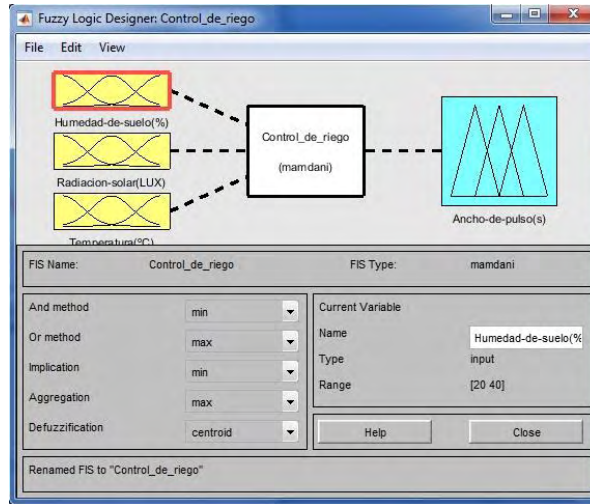 Fuzzy Logic Designer: Control_de_riego
File Edit View
Humedad-de-suelo(%)
Radiacion-solar(LUX)
Temperatura(ºC)
Control_de_riego
(mamdani)
Ancho-de-pulso(s)
FIS Name: Control_de_riego FIS Type: mamdani
And method min
Or method max
Implication min
Aggregation max
Defuzzification centroid
Current Variable
Name Humedad-de-suelo(%
Type input
Range [20 40]
Help Close
Renamed FIS to "Control_de_riego"